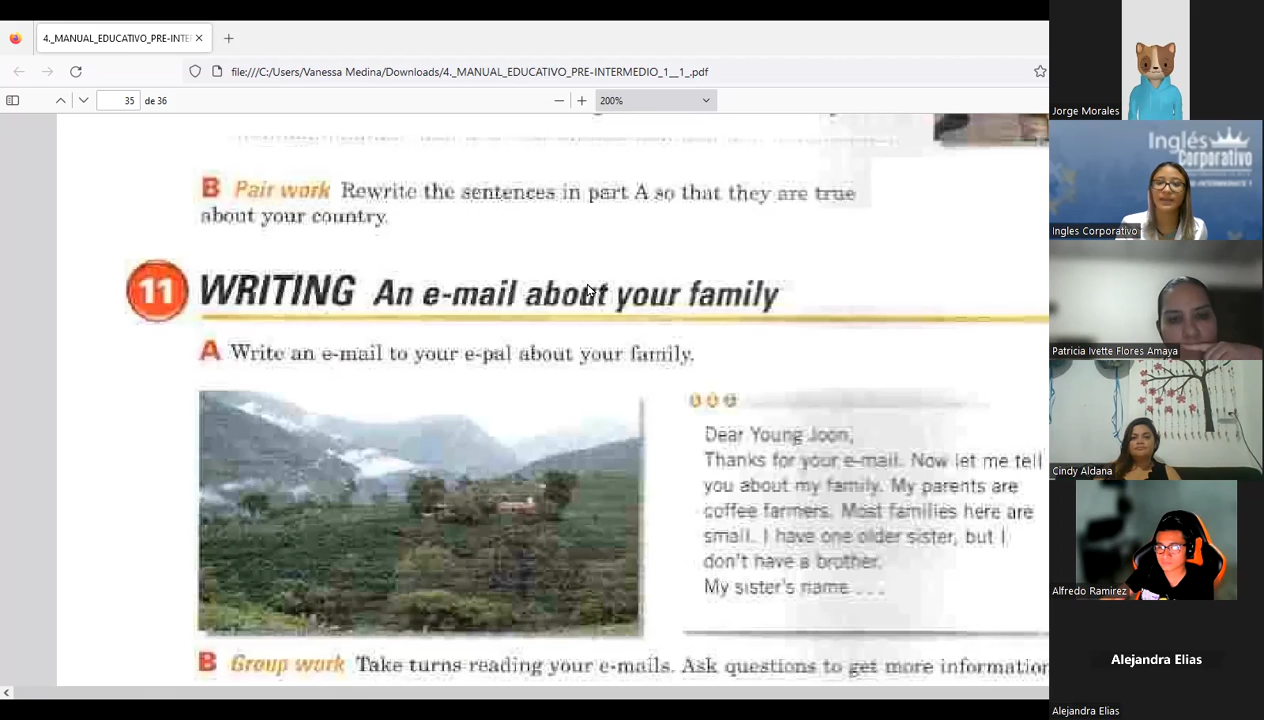 4._MANUAL_EDUCATIVO_PRE-INTE
file:///C:/Users/Vanessa Medina/Downloads/4._MANUAL_EDUCATIVO_PRE-INTERMEDIO_1__1_.pdf
35 de 36
200%
B Pair work Rewrite the sentences in part A so that they are true
about your country.
11 WRITING An e-mail about your family
A Write an e-mail to your e-pal about your family.
Dear Young Joon,
Thanks for your e-mail. Now let me tell
you about my family. My parents are
coffee farmers. Most families here are
small. I have one older sister, but I
don't have a brother.
My sister's name . . .
B Group work Take turns reading your e-mails. Ask questions to get more information
Jorge Morales
Inglés
Corporativo
Ingles Corporativo
Patricia Ivette Flores Amaya
Cindy Aldana
Alfredo Ramirez
Alejandra Elias
Alejandra Elias